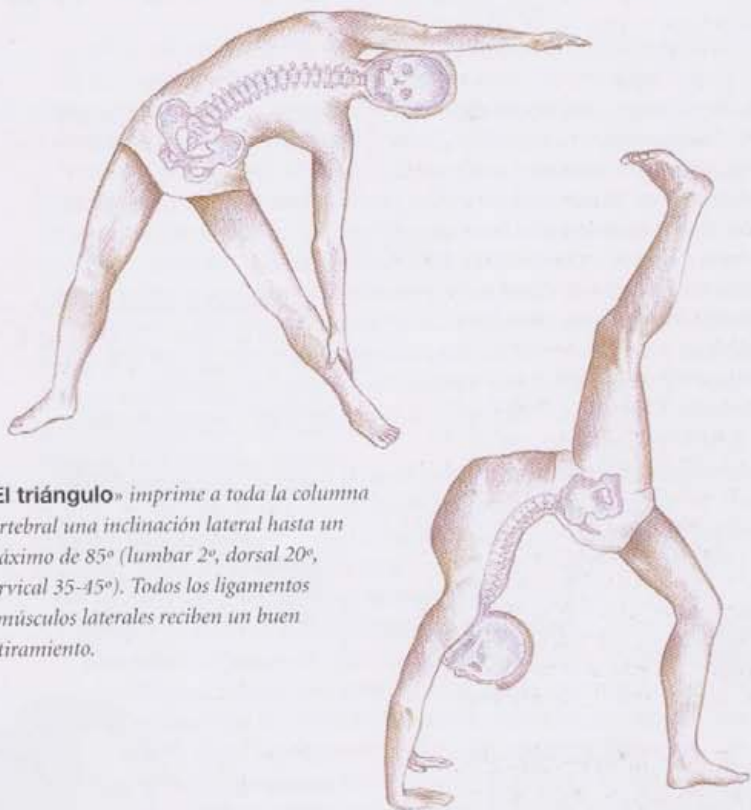 El triángulo» imprime a toda la columna
rtebral una inclinación lateral hasta un
áximo de 85º (lumbar 2º, dorsal 20º,
rvical 35-45º). Todos los ligamentos
músculos laterales reciben un buen
tiramiento.